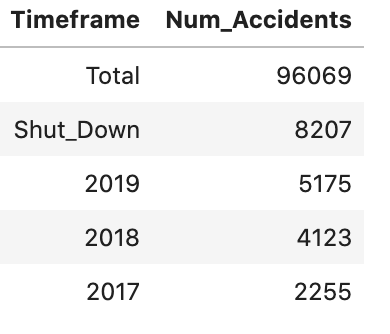 Timeframe Num_Accidents
Total 96069
Shut_Down 8207
2019 5175
2018 4123
2017 2255